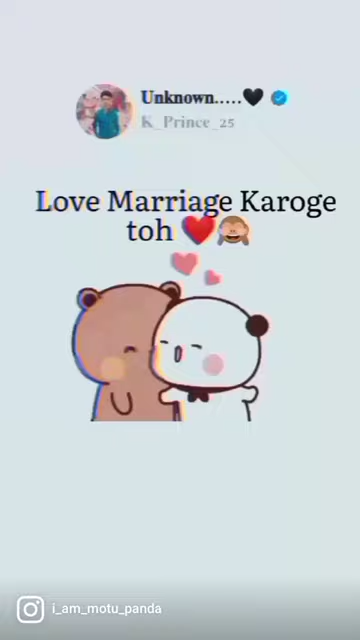 Unknown.....🖤
K_Prince_25
Love Marriage Karoge
toh ❤️🙈
i_am_motu_panda